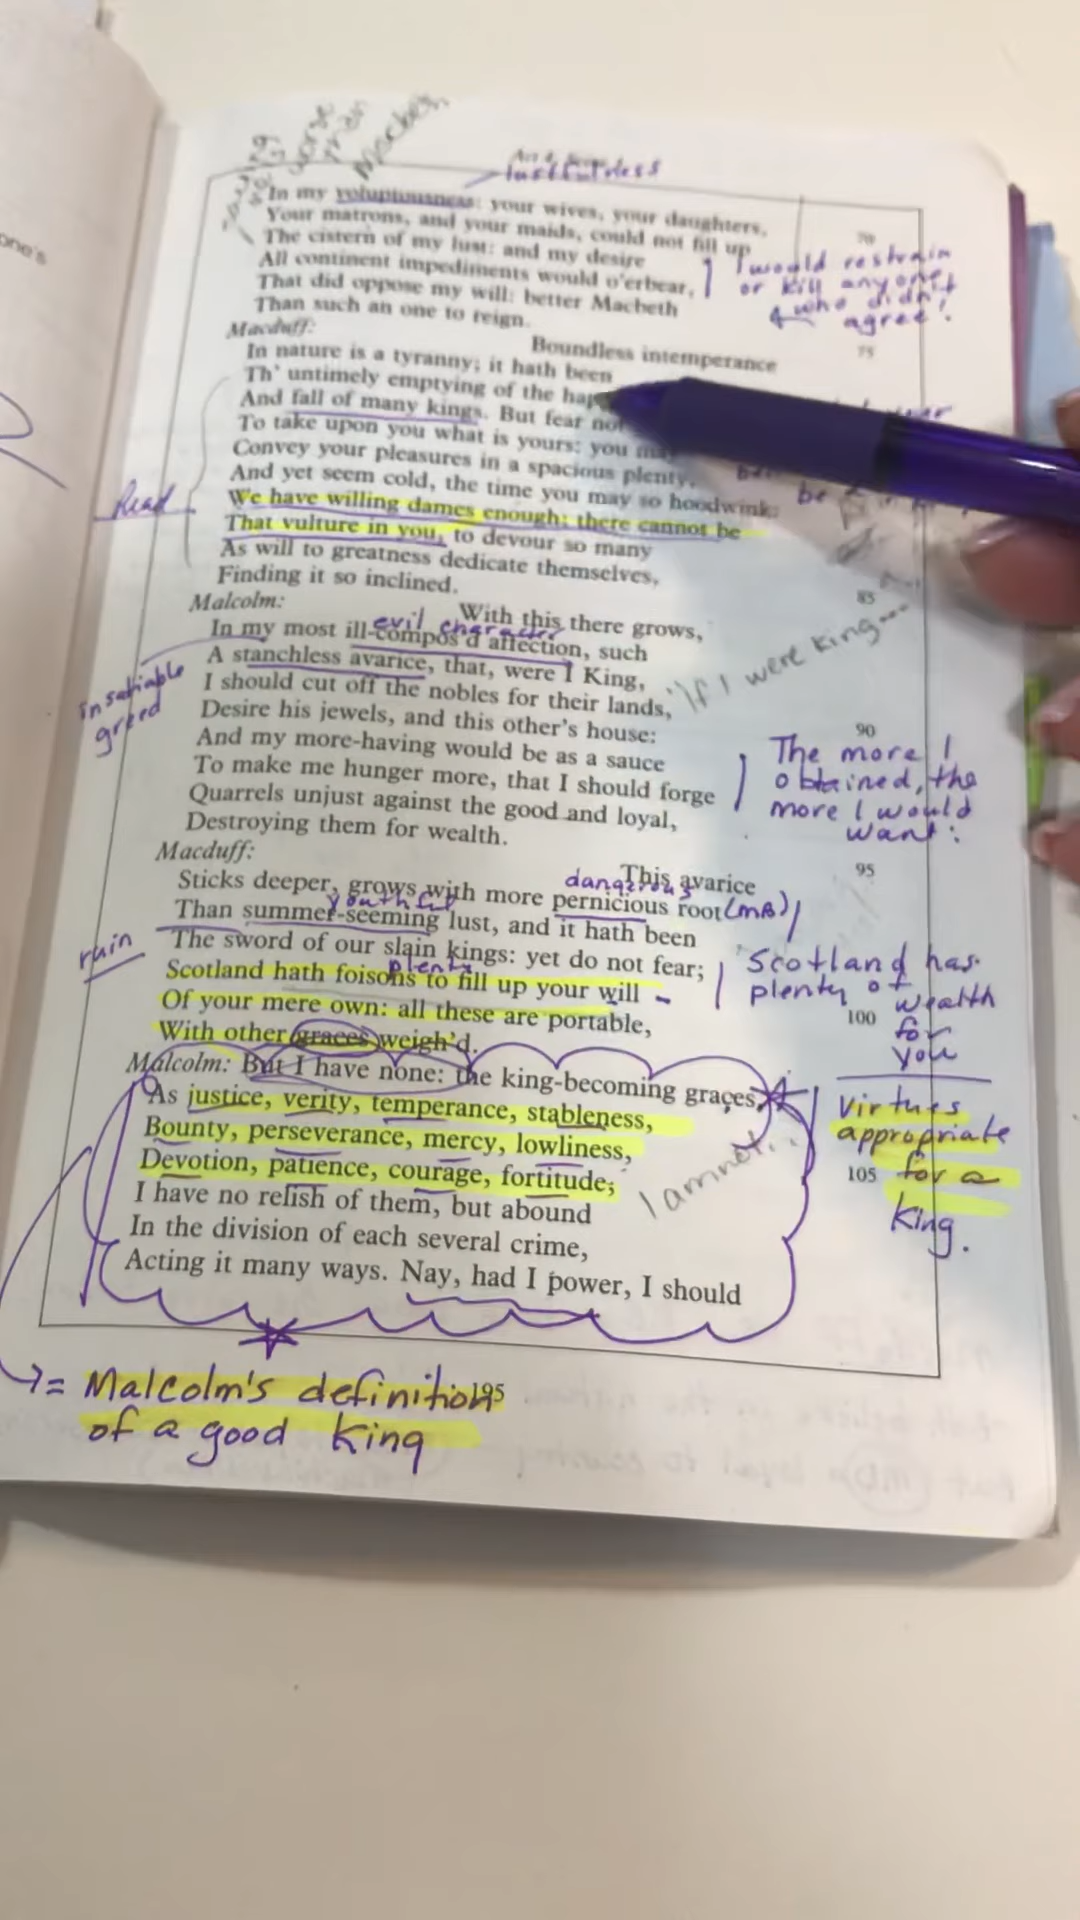 one's
worse
than
Macbeth
Act
lustfulness
In my voluptuousness: your wives, your daughters,
Your matrons, and your maids, could not fill up
70
The cistern of my lust: and my desire
All continent impediments would o'erbear,
I would restrain
or kill anyone
who didn't
agree!
That did oppose my will: better Macbeth
Than such an one to reign.
Macduff:
Boundless intemperance
75
In nature is a tyranny; it hath been
Th' untimely emptying of the
And fall of many kings. But fear not
To take upon you what is yours: you
Convey your pleasures in a spacious plenty,
And yet seem cold, the time you may so hoodwink:
be
Read
We have willing dames enough; there cannot be
That vulture in you, to devour so many
As will to greatness dedicate themselves,
Finding it so inclined.
85
Malcolm:
With this there grows,
evil character
In my most ill-compos'd affection, such
A stanchless avarice, that, were I King,
insatiable
greed
"If I were king...
I should cut off the nobles for their lands,
Desire his jewels, and this other's house:
90
And my more-having would be as a sauce
To make me hunger more, that I should forge
Quarrels unjust against the good and loyal,
Destroying them for wealth.
The more I
obtained, the
more I would
want.
Macduff:
This avarice
95
dangerous
Sticks deeper, grows with more pernicious root (MB)
youthful
Than summer-seeming lust, and it hath been
ruin
The sword of our slain kings: yet do not fear;
plenty
Scotland hath foisons to fill up your will
Of your mere own: all these are portable,
100
With other graces weigh'd.
Scotland has
plenty of
wealth
for
you
Malcolm: But I have none: the king-becoming graces,
As justice, verity, temperance, stableness,
Bounty, perseverance, mercy, lowliness,
Devotion, patience, courage, fortitude;
105
I am not...
Virtues
appropriate
for a
King.
I have no relish of them, but abound
In the division of each several crime,
Acting it many ways. Nay, had I power, I should
= Malcolm's definition
195
of a good King